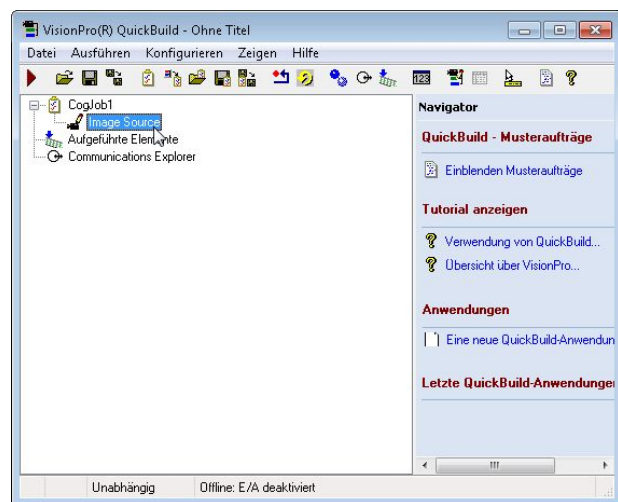 VisionPro(R) QuickBuild - Ohne Titel
Datei Ausführen Konfigurieren Zeigen Hilfe
123
CogJob1
Image Source
Aufgeführte Elemente
Communications Explorer
Navigator
QuickBuild - Musteraufträge
Einblenden Musteraufträge
Tutorial anzeigen
Verwendung von QuickBuild...
Übersicht über VisionPro...
Anwendungen
Eine neue QuickBuild-Anwendun
Letzte QuickBuild-Anwendunge
Unabhängig Offline: E/A deaktiviert